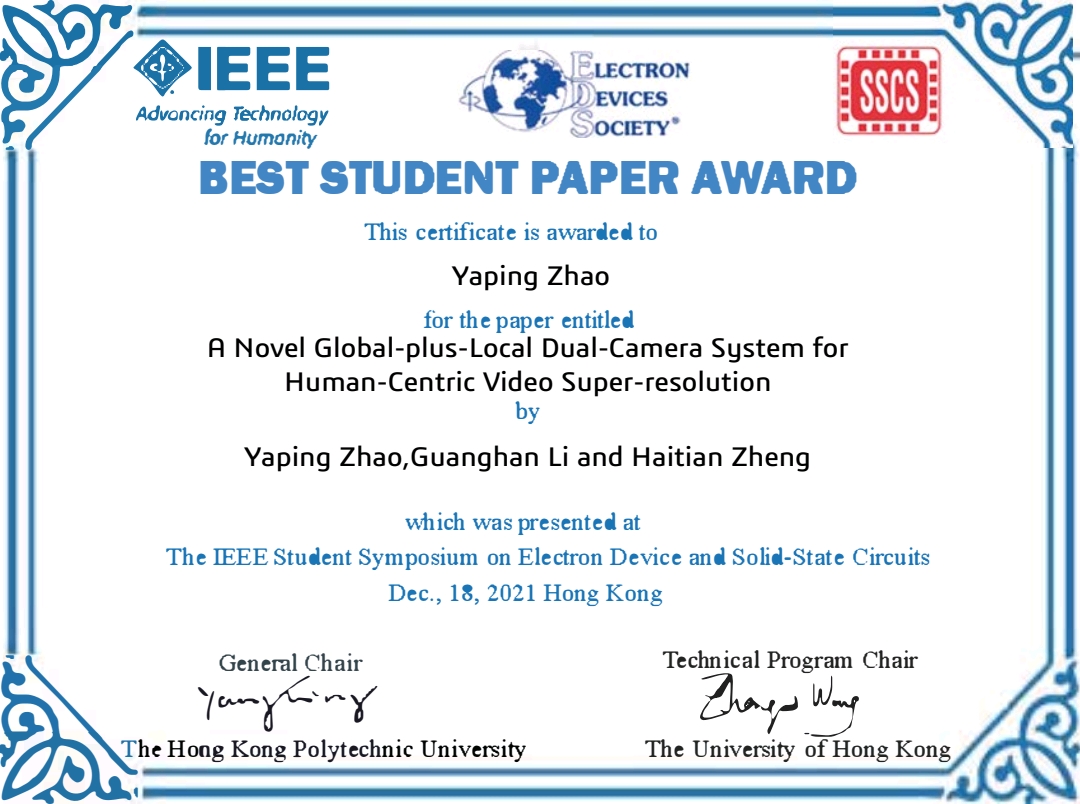 IEEE
Advancing Technology
for Humanity
ELECTRON
DEVICES
SOCIETY®
SSCS
BEST STUDENT PAPER AWARD
This certificate is awarded to
Yaping Zhao
for the paper entitled
A Novel Global-plus-Local Dual-Camera System for
Human-Centric Video Super-resolution
by
Yaping Zhao,Guanghan Li and Haitian Zheng
which was presented at
The IEEE Student Symposium on Electron Device and Solid-State Circuits
Dec., 18, 2021 Hong Kong
General Chair
Technical Program Chair
The Hong Kong Polytechnic University
The University of Hong Kong